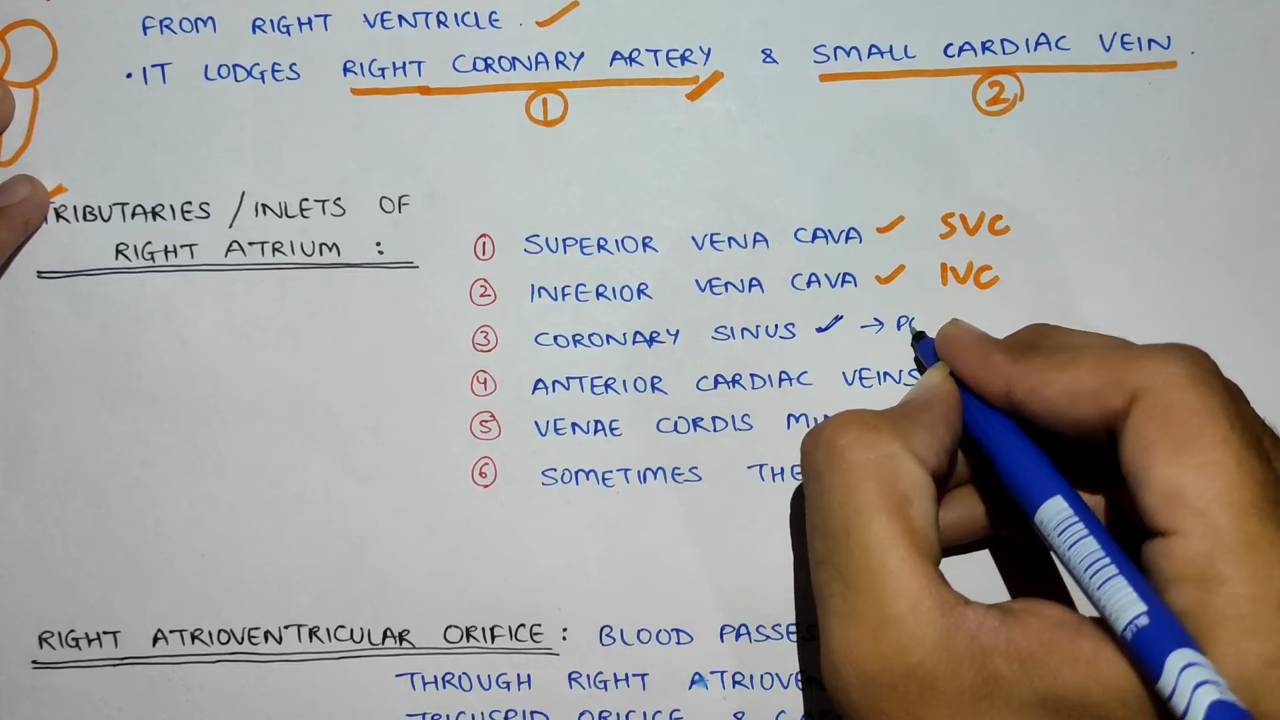 FROM RIGHT VENTRICLE.
•IT LODGES RIGHT CORONARY ARTERY & SMALL CARDIAC VEIN.
1 2
TRIBUTARIES / INLETS OF
RIGHT ATRIUM :
1 SUPERIOR VENA CAVA ✓ SVC
2 INFERIOR VENA CAVA ✓ IVC
3 CORONARY SINUS ✓ →
4 ANTERIOR CARDIAC VEINS
5 VENAE CORDIS
6 SOMETIMES
RIGHT ATRIOVENTRICULAR ORIFICE : BLOOD PASSES
THROUGH RIGHT
ORIFICE &